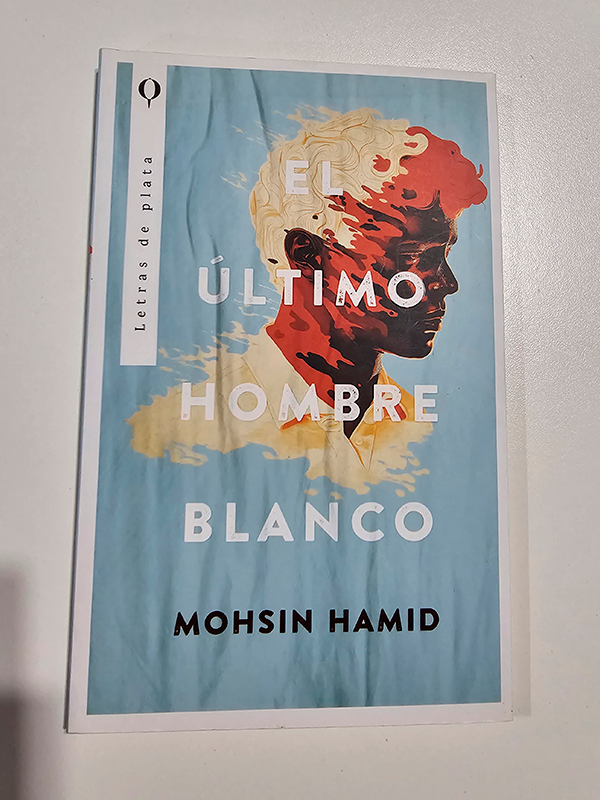 Letras de plata
EL
ÚLTIMO
HOMBRE
BLANCO
MOHSIN HAMID